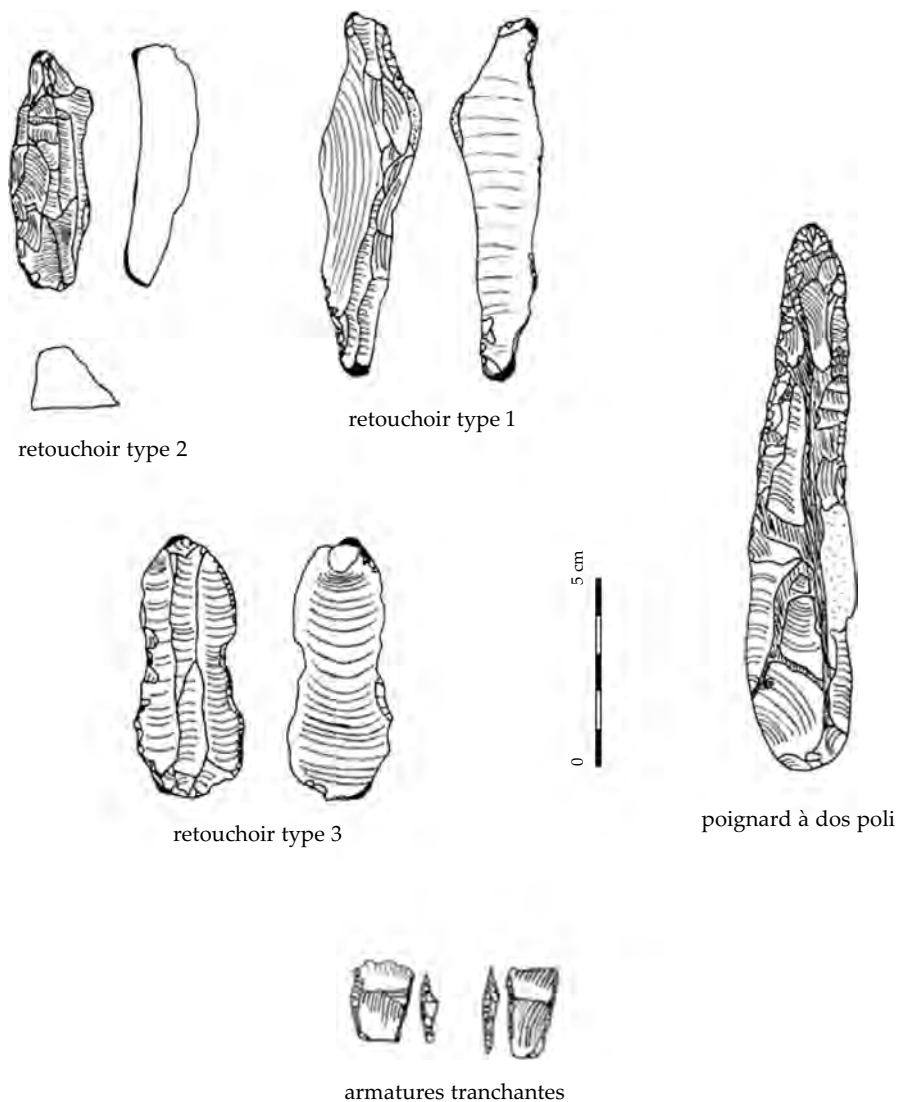 retouchoir type 1
retouchoir type 2
5 cm
0
retouchoir type 3
poignard à dos poli
armatures tranchantes